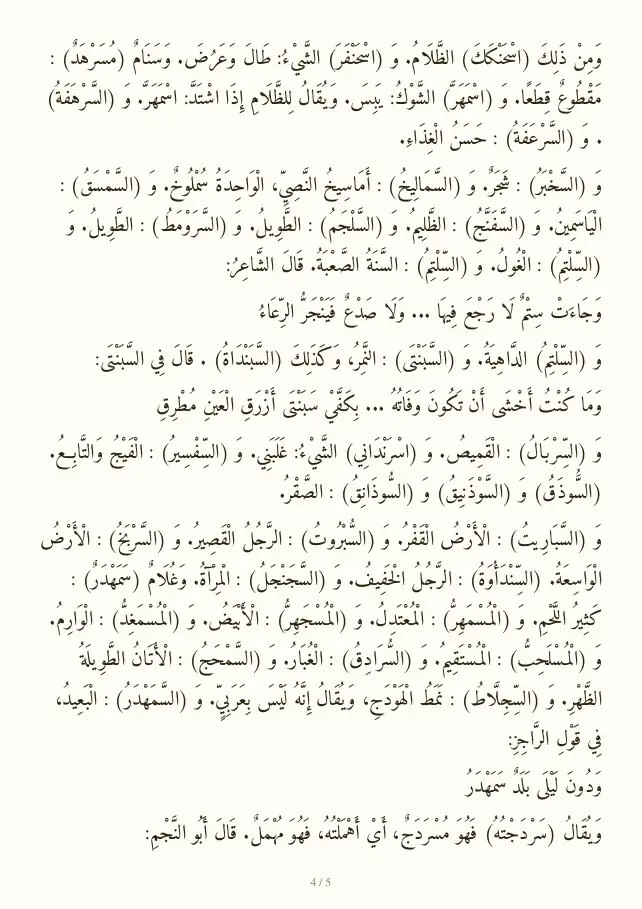 وَمِنْ ذَلِكَ (اسْحَنْكَكَ) الظَّلَامُ. وَ (اسْحَنْفَرَ) الشَّيْءُ: طَالَ وَعَرُضَ. وَسَنَامٌ (مُسَرْهَدٌ) :
مَقْطُوعٌ قِطَعًا. وَ (اسْمَهَرَّ) الشَّوْكُ: يَبِسَ. وَيُقَالُ لِلظَّلَامِ إِذَا اشْتَدَّ: اسْمَهَرَّ. وَ (السَّرْهَفَةُ)
. وَ (السَّرْعَفَةُ) : حَسَنُ الْغِذَاءِ.
وَ (السَّخْبَرُ) : شَجَرٌ. وَ (السَّمَالِيخُ) : أَمَاسِيخُ النَّصِيِّ، الْوَاحِدَةُ سُمْلُوخٌ. وَ (السَّمْسَقُ) :
الْيَاسَمِينُ. وَ (السَّفَنَّجُ) : الظَّلِيمُ. وَ (السَّلْجَمُ) : الطَّوِيلُ. وَ (السَّرَوْمَطُ) : الطَّوِيلُ. وَ
(السِّلْتِمُ) : الْغُولُ. وَ (السِّلْتِمُ) : السَّنَةُ الصَّعْبَةُ. قَالَ الشَّاعِرُ:
وَجَاءَتْ سِتْمٌ لَا رَجْعَ فِيهَا ... وَلَا صَدْعٌ فَيَنْجَرُّ الرِّعَاءُ
وَ (السِّلْتِمُ) الدَّاهِيَةُ. وَ (السَّبَنْتَى) : النَّمِرُ، وَكَذَلِكَ (السَّبَنْدَاةُ) . قَالَ فِي السَّبَنْتَى:
وَمَا كُنْتُ أَخْشَى أَنْ تَكُونَ وَفَاتُهُ ... بِكَفَّيْ سَبَنْتَى أَزْرَقِ الْعَيْنِ مُطْرِقِ
وَ (السِّرْبَالُ) : الْقَمِيصُ. وَ (اسْرَنْدَانِي) الشَّيْءُ: غَلَبَنِي. وَ (السِّفْسِيرُ) : الْفَيْجُ وَالتَّابِعُ.
(السُّوذَقُ) وَ (السَّوْذَنِيقُ) وَ (السُّوذَانِقُ) : الصَّقْرُ.
وَ (السَّبَارِيتُ) : الْأَرْضُ الْقَفْرُ. وَ (السُّبْرُوتُ) : الرَّجُلُ الْقَصِيرُ. وَ (السَّرْبَخُ) : الْأَرْضُ
الْوَاسِعَةُ. (السِّنْدَأْوَةُ) : الرَّجُلُ الْخَفِيفُ. وَ (السَّجَنْجَلُ) : الْمِرْآةُ. وَغُلَامٌ (سَمَهْدَرٌ) :
كَثِيرُ اللَّحْمِ. وَ (الْمُسْمَهِرُّ) : الْمُعْتَدِلُ. وَ (الْمُسْجَهِرُّ) : الْأَبْيَضُ. وَ (الْمُسْمَغِدُّ) : الْوَارِمُ.
وَ (الْمُسْلَحِبُّ) : الْمُسْتَقِيمُ. وَ (السُّرَادِقُ) : الْغُبَارُ. وَ (السَّمْحَجُ) : الْأَتَانُ الطَّوِيلَةُ
الظَّهْرِ. وَ (السِّجِلَّاطُ) : نَمَطُ الْهَوْدَجِ، وَيُقَالُ إِنَّهُ لَيْسَ بِعَرَبِيٍّ. وَ (السَّمَهْدَرُ) : الْبَعِيدُ،
فِي قَوْلِ الرَّاجِزِ:
وَدُونَ لَيْلَى بَلَدٌ سَمَهْدَرُ
وَيُقَالُ (سَرْدَجْتُهُ) فَهُوَ مُسَرْدَجٌ، أَيْ أَهْمَلْتُهُ، فَهُوَ مُهْمَلٌ. قَالَ أَبُو النَّجْمِ:
4 / 5